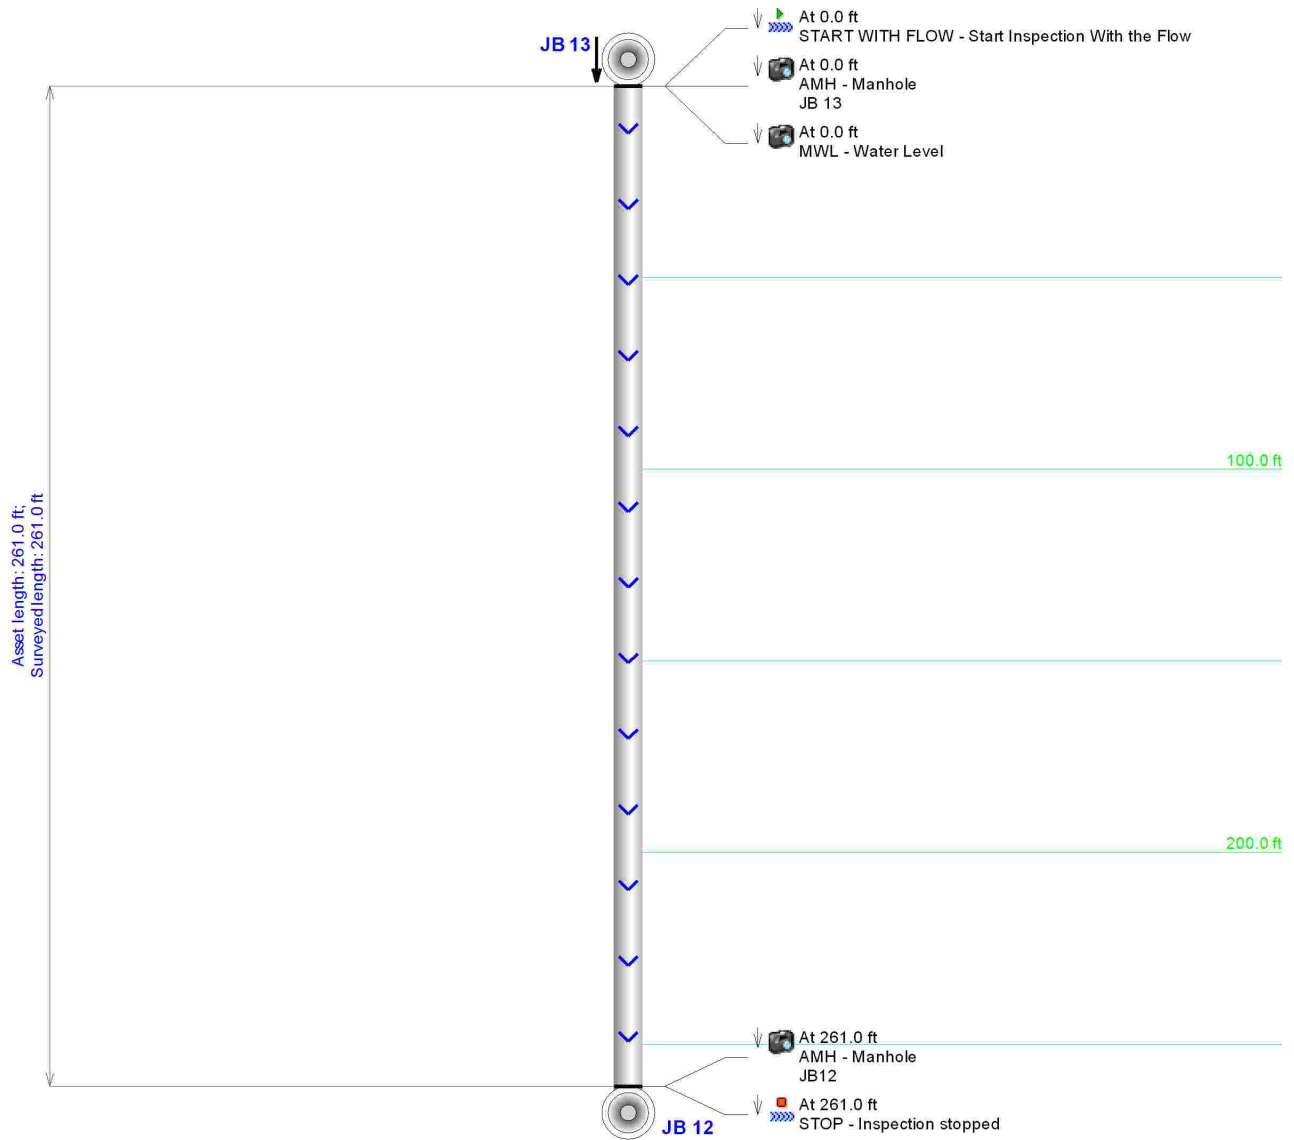 At 0.0 ft
START WITH FLOW - Start Inspection With the Flow
JB 13
At 0.0 ft
AMH - Manhole
JB 13
At 0.0 ft
MWL - Water Level
100.0 ft
Asset length: 261.0 ft;
Surveyed length: 261.0 ft
200.0 ft
At 261.0 ft
AMH - Manhole
JB12
At 261.0 ft
STOP - Inspection stopped
JB 12